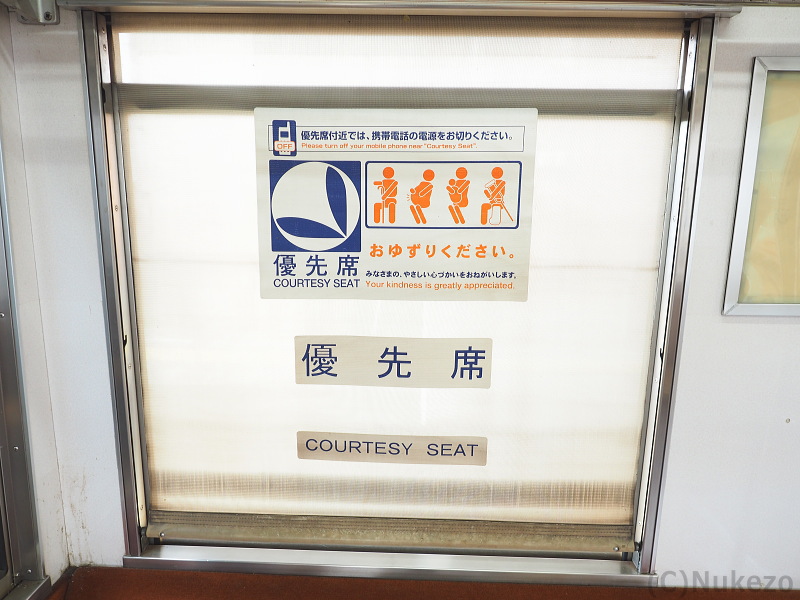 優先席付近では、携帯電話の電源をお切りください。
Please turn off your mobile phone near "Courtesy Seat".
OFF
おゆずりください。
優先席
COURTESY SEAT
みなさまの、やさしい心づかいをおねがいします。
Your kindness is greatly appreciated.
優先席
COURTESY SEAT
(C)Nukezo